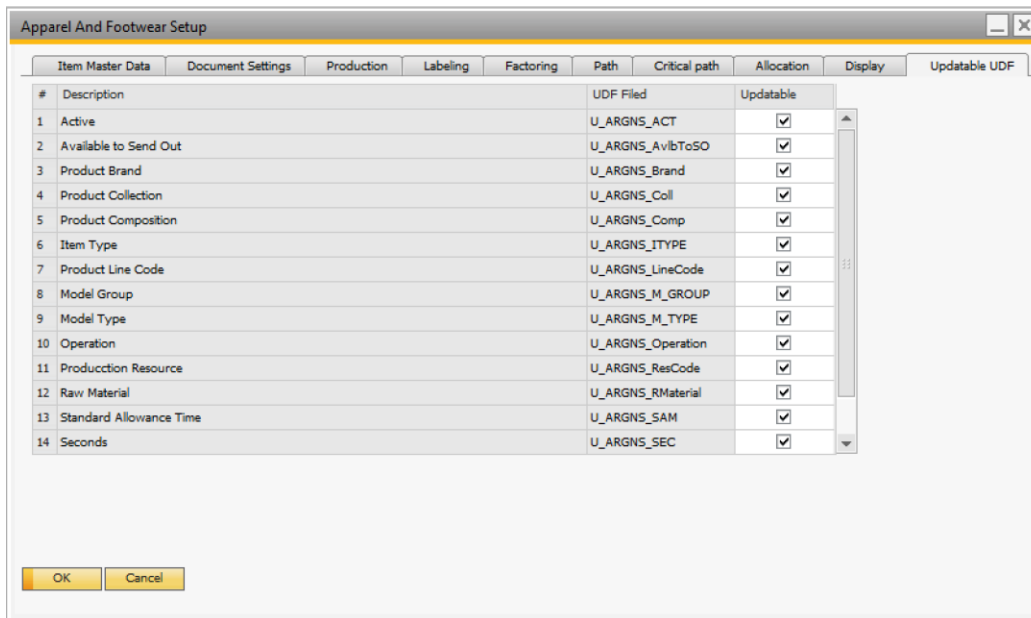 Apparel And Footwear Setup
Item Master Data Document Settings Production Labeling Factoring Path Critical path Allocation Display Updatable UDF
# Description UDF Filed Updatable
1 Active U_ARGNS_ACT
2 Available to Send Out U_ARGNS_AvlbToSO
3 Product Brand U_ARGNS_Brand
4 Product Collection U_ARGNS_Coll
5 Product Composition U_ARGNS_Comp
6 Item Type U_ARGNS_ITYPE
7 Product Line Code U_ARGNS_LineCode
8 Model Group U_ARGNS_M_GROUP
9 Model Type U_ARGNS_M_TYPE
10 Operation U_ARGNS_Operation
11 Producction Resource U_ARGNS_ResCode
12 Raw Material U_ARGNS_RMaterial
13 Standard Allowance Time U_ARGNS_SAM
14 Seconds U_ARGNS_SEC
OK Cancel